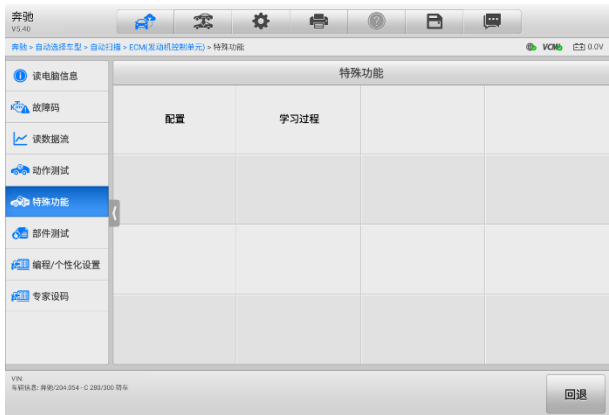 奔驰
V5.40
奔驰 > 自动选择车型 > 自动扫描 > ECM(发动机控制单元) > 特殊功能
VCMI
0.0V
读电脑信息
特殊功能
故障码
配置
学习过程
读数据流
动作测试
特殊功能
部件测试
编程/个性化设置
专家设码
VIN:
车辆信息: 奔驰/204.054 - C 280/300 轿车
回退